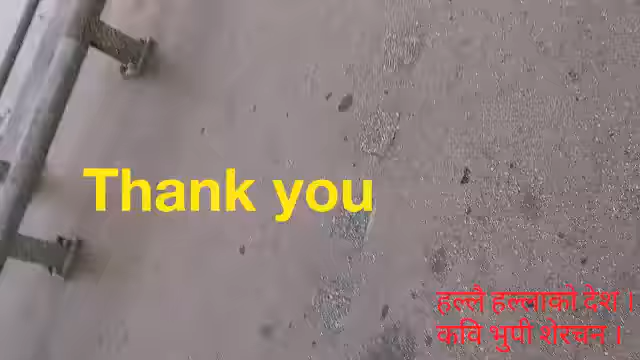 Thank you
हल्लै हल्लाको देश ।
कवि भुपी शेरचन ।